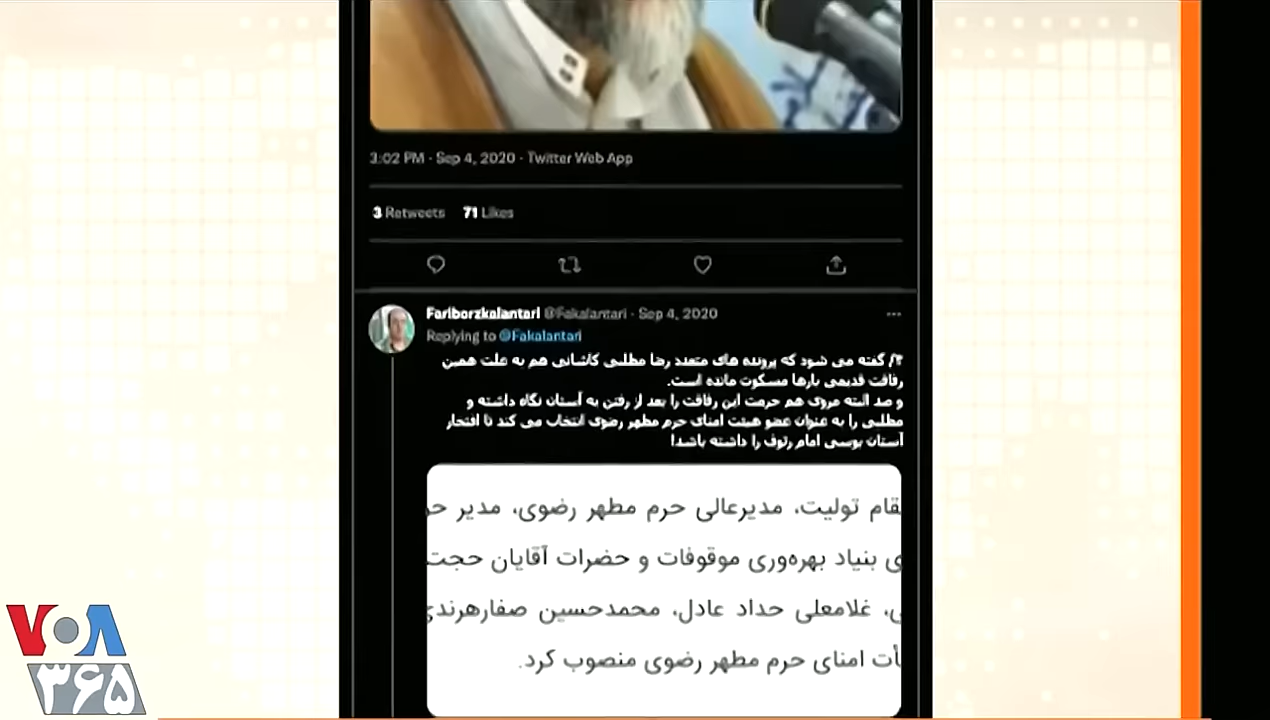 3:02 PM · Sep 4, 2020 · Twitter Web App
3 Retweets 71 Likes
Fariborzkalantari @Fakalantari · Sep 4, 2020
Replying to @Fakalantari
۳/ گفته می شود که پرونده های متعدد رضا مطلبی کاشانی هم به علت همین
رفاقت قدیمی بارها مسکوت مانده است.
و صد البته مروی هم حرمت این رفاقت را بعد از رفتن به آستان نگاه داشته و
مطلبی را به عنوان عضو هیئت امنای حرم مطهر رضوی انتخاب می کند تا افتخار
آستان بوسی امام رئوف را داشته باشد!
قام تولیت، مدیرعالی حرم مطهر رضوی، مدیر حر
ی بنیاد بهره‌وری موقوفات و حضرات آقایان حجت
ی، غلامعلی حداد عادل، محمدحسین صفارهرندی
أت امنای حرم مطهر رضوی منصوب کرد.
VOA
۳۶۵